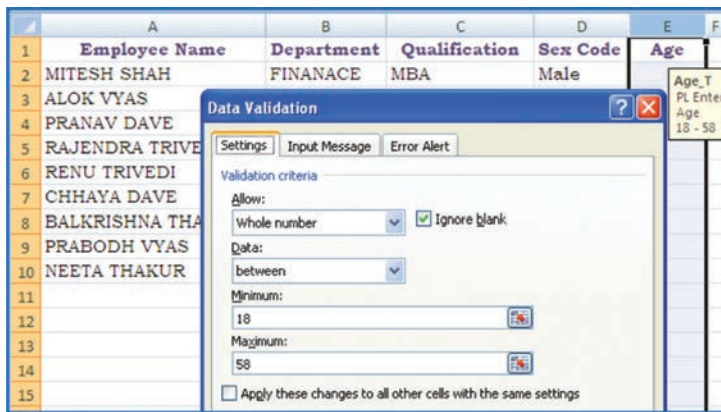 A B C D E F
1 Employee Name Department Qualification Sex Code Age
2 MITESH SHAH FINANACE MBA Male
3 ALOK VYAS
4 PRANAV DAVE
5 RAJENDRA TRIVE
6 RENU TRIVEDI
7 CHHAYA DAVE
8 BALKRISHNA THA
9 PRABODH VYAS
10 NEETA THAKUR
11
12
13
14
15
Age_T
PL Enter
Age
18 - 58
Data Validation
Settings Input Message Error Alert
Validation criteria
Allow:
Whole number Ignore blank
Data:
between
Minimum:
18
Maximum:
58
Apply these changes to all other cells with the same settings